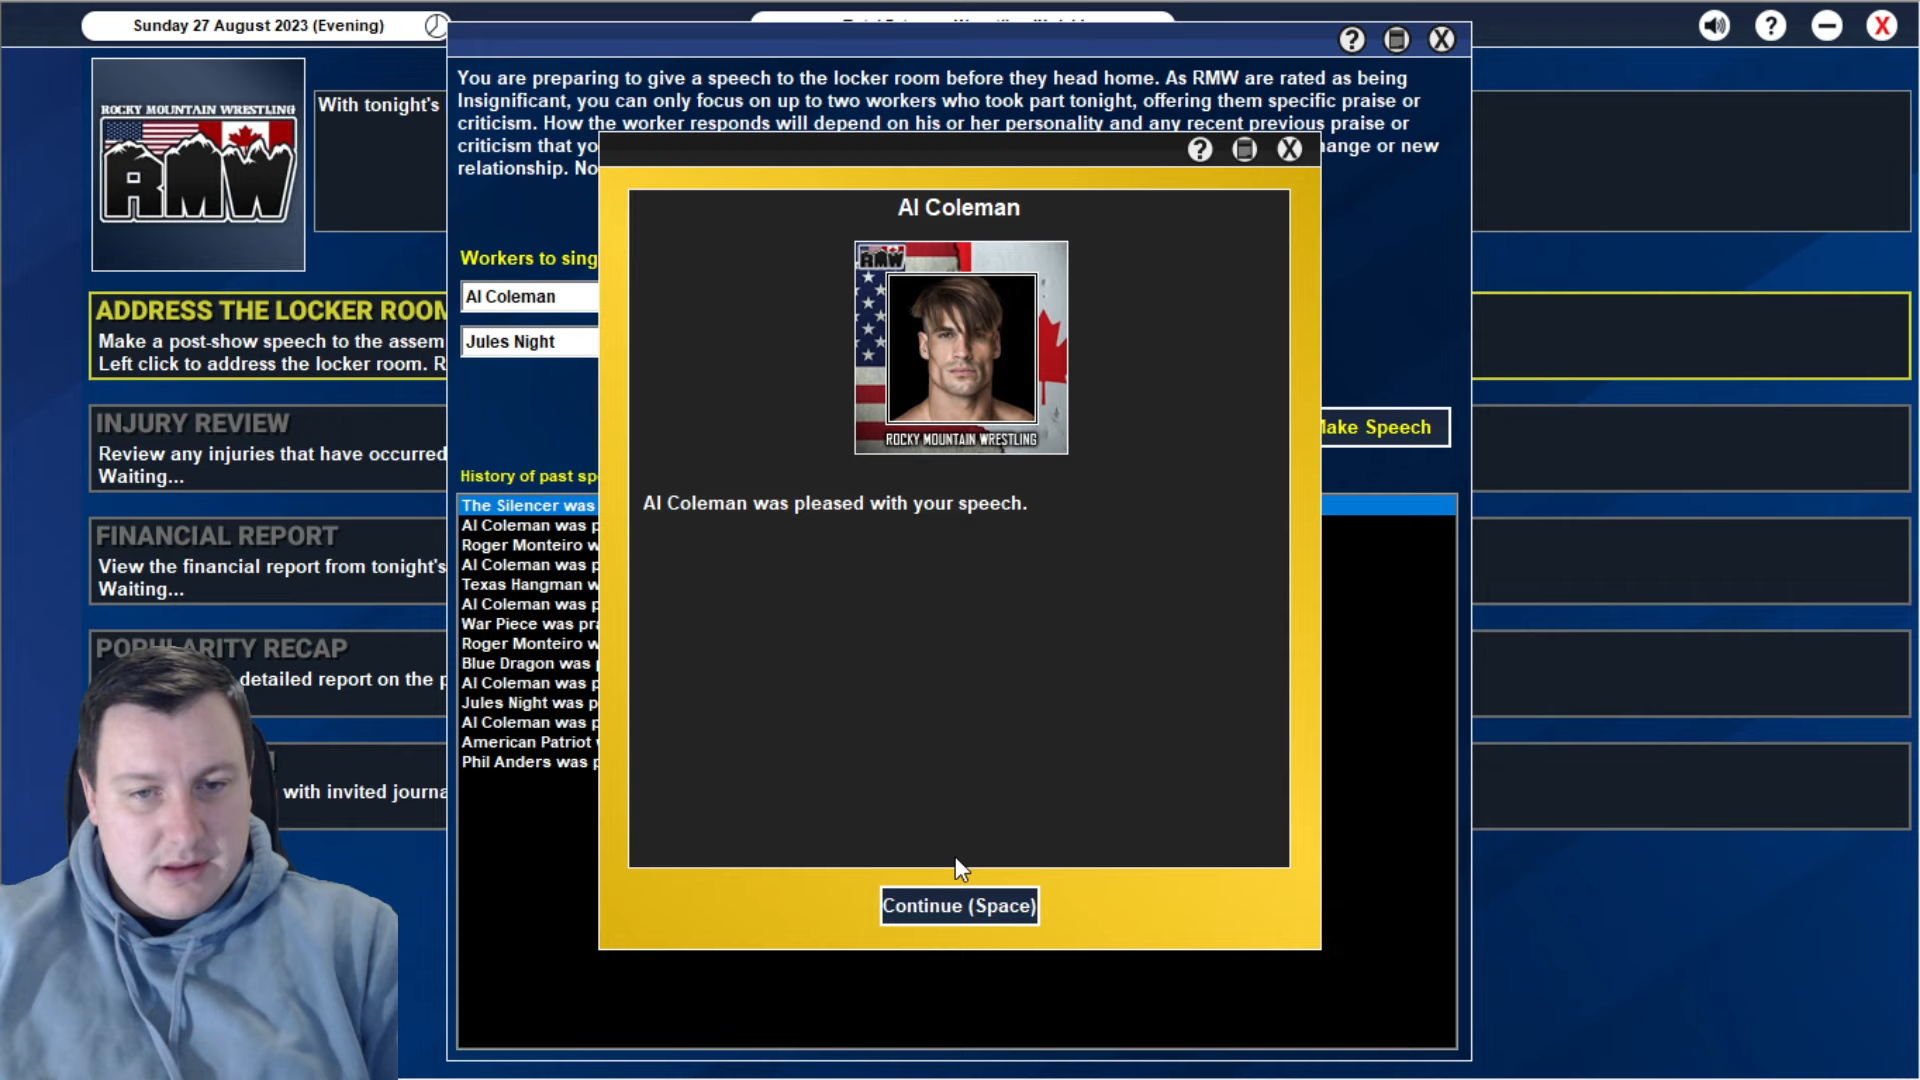 Sunday 27 August 2023 (Evening)
ROCKY MOUNTAIN WRESTLING
RMW
With tonight's
You are preparing to give a speech to the locker room before they head home. As RMW are rated as being
Insignificant, you can only focus on up to two workers who took part tonight, offering them specific praise or
criticism. How the worker responds will depend on his or her personality and any recent previous praise or
criticism that yo
hange or new
relationship. No
Al Coleman
RMW
ROCKY MOUNTAIN WRESTLING
Al Coleman was pleased with your speech.
Continue (Space)
Workers to sing
Al Coleman
Jules Night
Make Speech
History of past sp
The Silencer was
Al Coleman was p
Roger Monteiro w
Al Coleman was p
Texas Hangman w
Al Coleman was p
War Piece was pra
Roger Monteiro w
Blue Dragon was
Al Coleman was p
Jules Night was p
Al Coleman was p
American Patriot
Phil Anders was p
ADDRESS THE LOCKER ROOM
Make a post-show speech to the assem
Left click to address the locker room. R
INJURY REVIEW
Review any injuries that have occurred
Waiting...
FINANCIAL REPORT
View the financial report from tonight's
Waiting...
POPULARITY RECAP
detailed report on the p
with invited journa